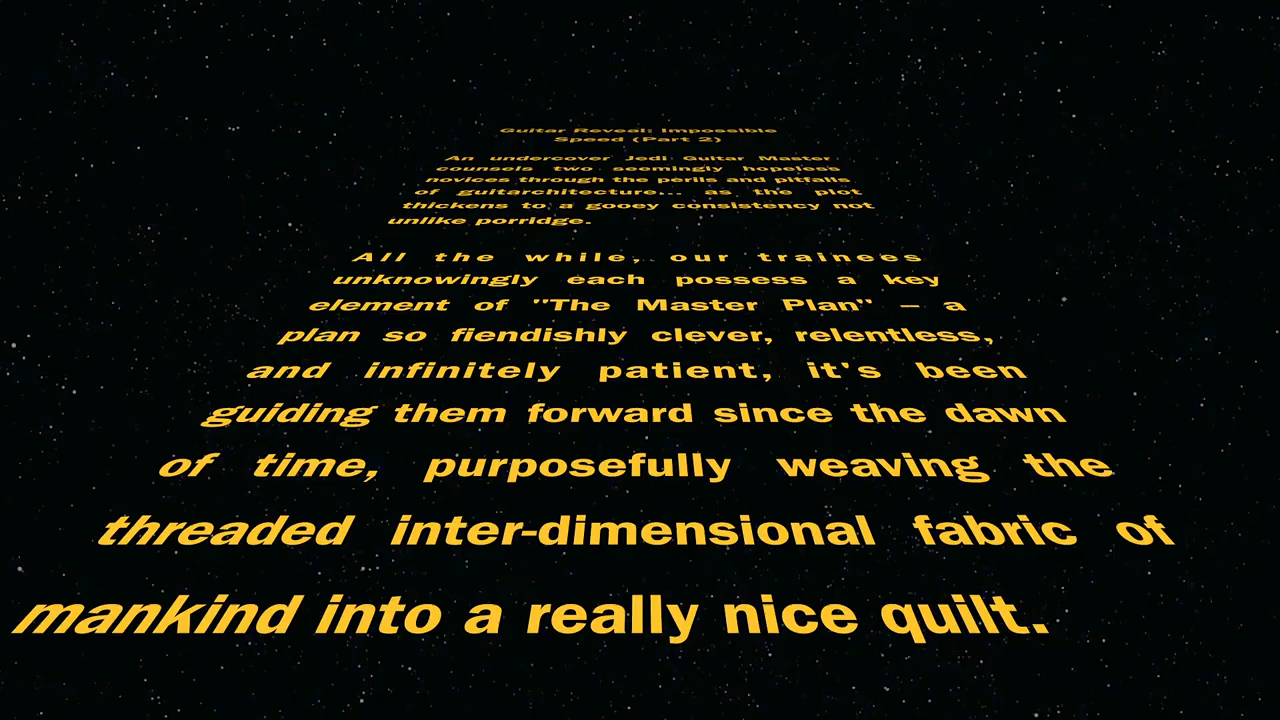 Guitar Reveal: Impossible
Speed (Part 2)
An undercover Jedi Guitar Master
counsels two seemingly hopeless
novices through the perils and pitfalls
of guitarchitecture... as the plot
thickens to a gooey consistency not
unlike porridge.
All the while, our trainees
unknowingly each possess a key
element of "The Master Plan" – a
plan so fiendishly clever, relentless,
and infinitely patient, it's been
guiding them forward since the dawn
of time, purposefully weaving the
threaded inter-dimensional fabric of
mankind into a really nice quilt.